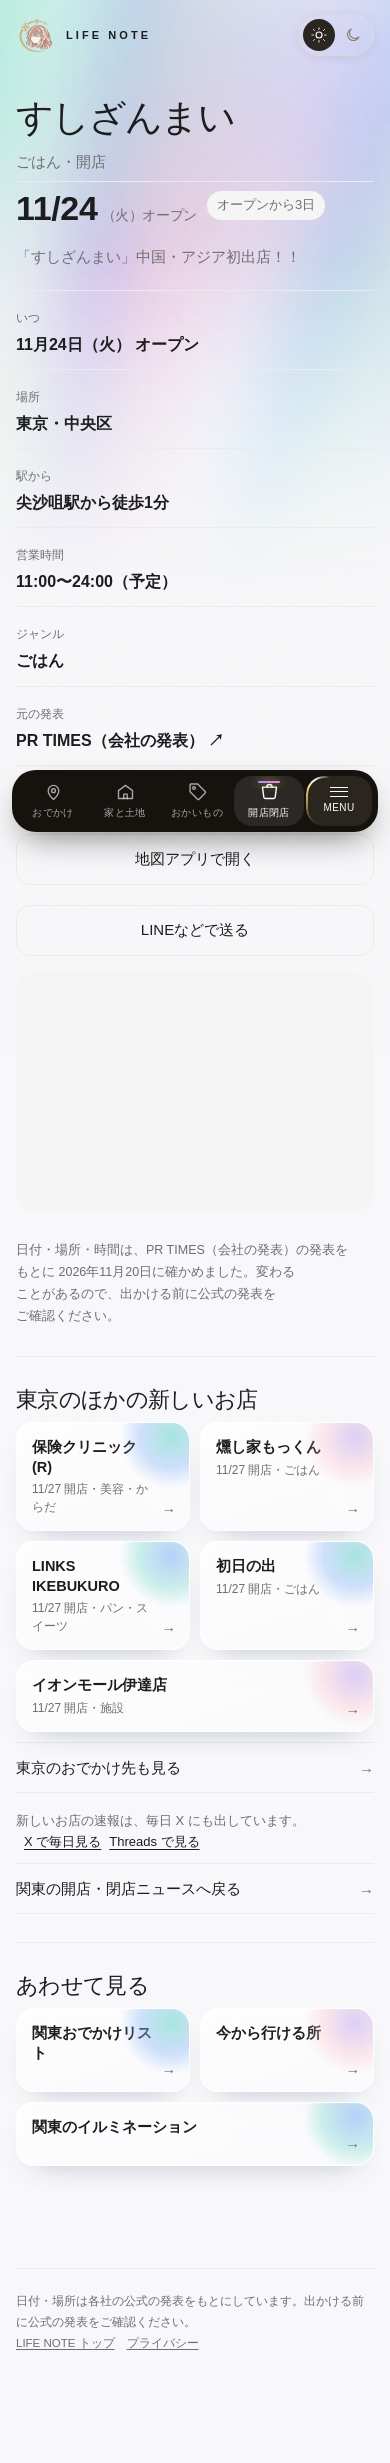 LIFE NOTE
すしざんまい
ごはん・開店
11/24（火）オープン オープンから3日
「すしざんまい」中国・アジア初出店！！
いつ
11月24日（火） オープン
場所
東京・中央区
駅から
尖沙咀駅から徒歩1分
営業時間
11:00〜24:00（予定）
ジャンル
ごはん
元の発表
PR TIMES（会社の発表） ↗
おでかけ 家と土地 おかいもの 開店閉店 MENU
地図アプリで開く
LINEなどで送る
日付・場所・時間は、PR TIMES（会社の発表）の発表を
もとに 2026年11月20日に確かめました。変わる
ことがあるので、出かける前に公式の発表を
ご確認ください。
東京のほかの新しいお店
保険クリニック
(R)
11/27 開店・美容・か
らだ
→
燻し家もっくん
11/27 開店・ごはん
→
LINKS
IKEBUKURO
11/27 開店・パン・ス
イーツ
→
初日の出
11/27 開店・ごはん
→
イオンモール伊達店
11/27 開店・施設
→
東京のおでかけ先も見る →
新しいお店の速報は、毎日 X にも出しています。
X で毎日見る Threads で見る
関東の開店・閉店ニュースへ戻る →
あわせて見る
関東おでかけリス
ト
→
今から行ける所
→
関東のイルミネーション
→
日付・場所は各社の公式の発表をもとにしています。出かける前
に公式の発表をご確認ください。
LIFE NOTE トップ プライバシー